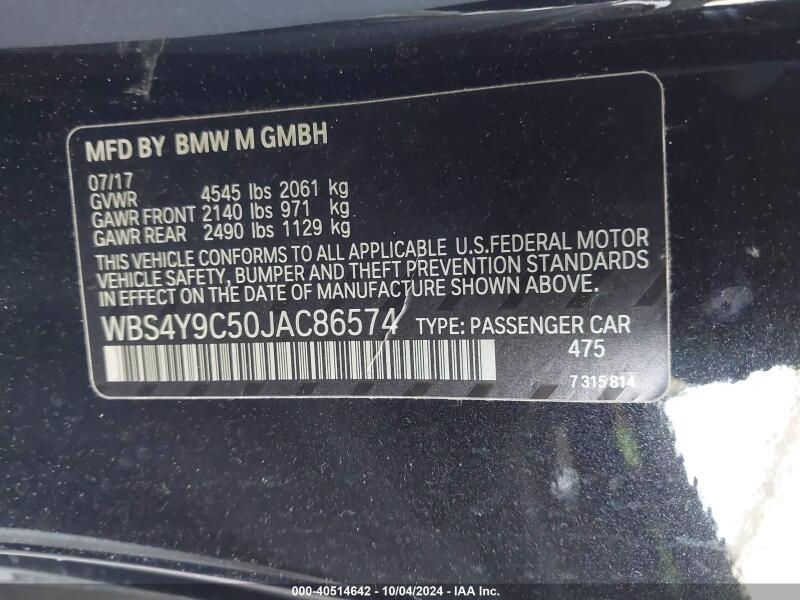 MFD BY BMW M GMBH
07/17
GVWR 4545 lbs 2061 kg
GAWR FRONT 2140 lbs 971 kg
GAWR REAR 2490 lbs 1129 kg
THIS VEHICLE CONFORMS TO ALL APPLICABLE U.S.FEDERAL MOTOR
VEHICLE SAFETY, BUMPER AND THEFT PREVENTION STANDARDS
IN EFFECT ON THE DATE OF MANUFACTURE SHOWN ABOVE.
WBS4Y9C50JAC86574 TYPE: PASSENGER CAR
475
7 315 814
000-40514642 - 10/04/2024 - IAA Inc.